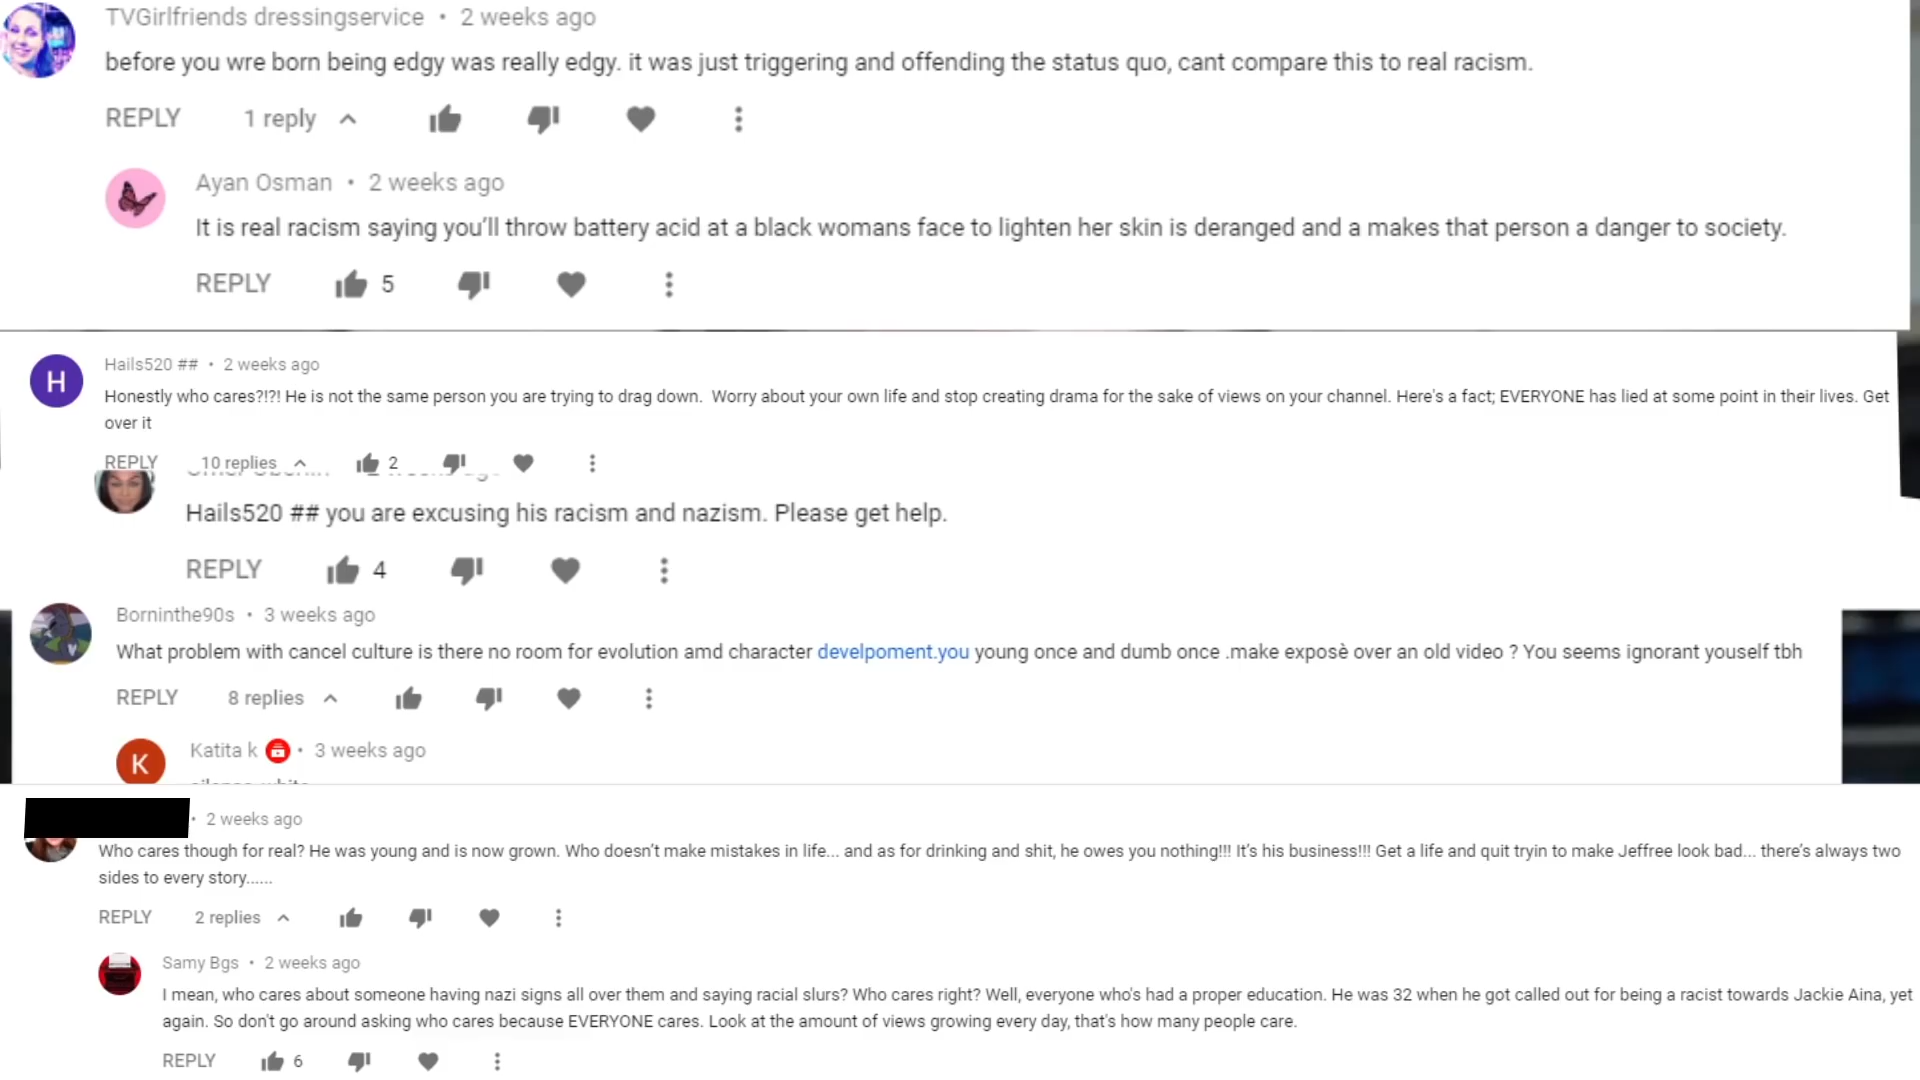 TVGirlfriends dressingservice • 2 weeks ago
before you wre born being edgy was really edgy. it was just triggering and offending the status quo, cant compare this to real racism.
REPLY 1 reply
Ayan Osman • 2 weeks ago
It is real racism saying you'll throw battery acid at a black womans face to lighten her skin is deranged and a makes that person a danger to society.
REPLY 5
H
Hails520 ## • 2 weeks ago
Honestly who cares?!?! He is not the same person you are trying to drag down. Worry about your own life and stop creating drama for the sake of views on your channel. Here's a fact; EVERYONE has lied at some point in their lives. Get
over it
REPLY 10 replies 2
Hails520 ## you are excusing his racism and nazism. Please get help.
REPLY 4
Borninthe90s • 3 weeks ago
What problem with cancel culture is there no room for evolution amd character develpoment.you young once and dumb once .make exposè over an old video ? You seems ignorant youself tbh
REPLY 8 replies
K
Katita k • 3 weeks ago
• 2 weeks ago
Who cares though for real? He was young and is now grown. Who doesn't make mistakes in life... and as for drinking and shit, he owes you nothing!!! It's his business!!! Get a life and quit tryin to make Jeffree look bad... there's always two
sides to every story......
REPLY 2 replies
Samy Bgs • 2 weeks ago
I mean, who cares about someone having nazi signs all over them and saying racial slurs? Who cares right? Well, everyone who's had a proper education. He was 32 when he got called out for being a racist towards Jackie Aina, yet
again. So don't go around asking who cares because EVERYONE cares. Look at the amount of views growing every day, that's how many people care.
REPLY 6